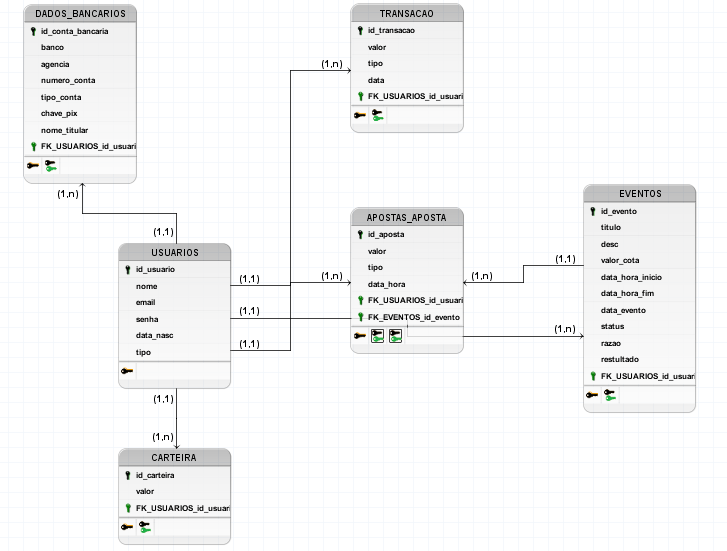 DADOS_BANCARIOS
id_conta_bancaria
banco
agencia
numero_conta
tipo_conta
chave_pix
nome_titular
FK_USUARIOS_id_usuari
(1,n)
(1,1)
TRANSACAO
id_transacao
valor
tipo
data
FK_USUARIOS_id_usuari
(1,n)
USUARIOS
id_usuario
nome
email
senha
data_nasc
tipo
(1,1)
(1,1)
(1,1)
(1,n)
APOSTAS_APOSTA
id_aposta
valor
tipo
data_hora
FK_USUARIOS_id_usuari
FK_EVENTOS_id_evento
(1,n)
(1,1)
(1,n)
EVENTOS
id_evento
titulo
desc
valor_cota
data_hora_inicio
data_hora_fim
data_evento
status
razao
restultado
FK_USUARIOS_id_usuari
(1,1)
(1,n)
CARTEIRA
id_carteira
valor
FK_USUARIOS_id_usuari